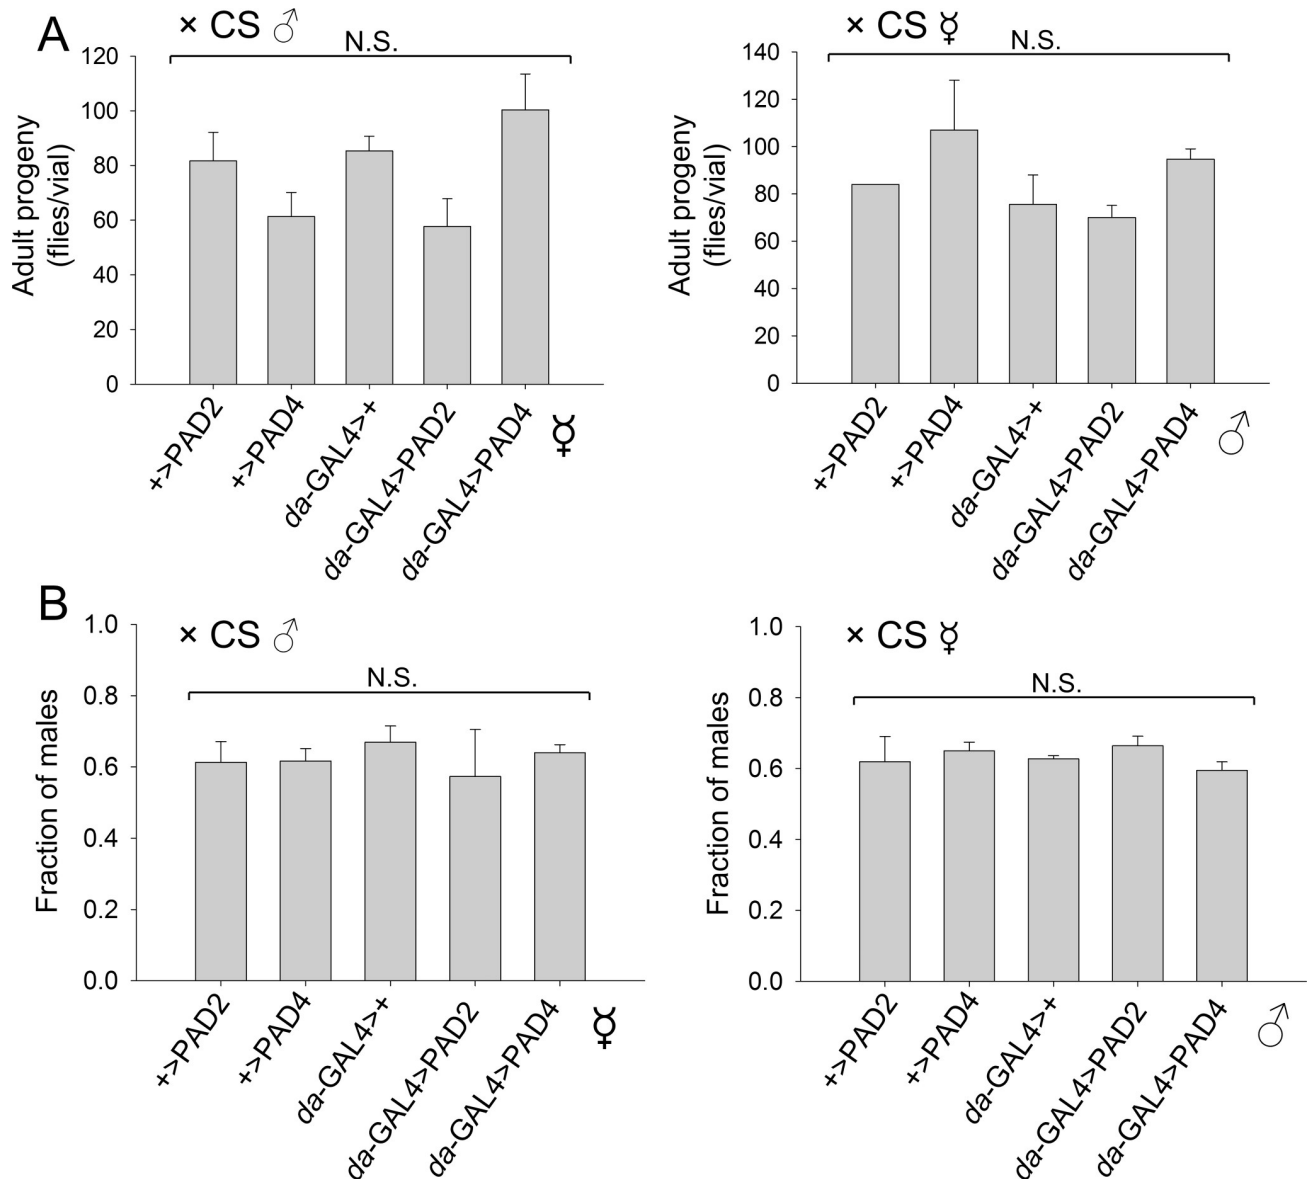 A
× CS ♂
N.S.
120
100
80
60
40
20
0
Adult progeny
(flies/vial)
+>PAD2
+>PAD4
da-GAL4>+
da-GAL4>PAD2
da-GAL4>PAD4
☿
× CS ☿
N.S.
140
120
100
80
60
40
20
0
Adult progeny
(flies/vial)
+>PAD2
+>PAD4
da-GAL4>+
da-GAL4>PAD2
da-GAL4>PAD4
♂
B
× CS ♂
N.S.
1.0
0.8
0.6
0.4
0.2
0.0
Fraction of males
+>PAD2
+>PAD4
da-GAL4>+
da-GAL4>PAD2
da-GAL4>PAD4
☿
× CS ☿
N.S.
1.0
0.8
0.6
0.4
0.2
0.0
Fraction of males
+>PAD2
+>PAD4
da-GAL4>+
da-GAL4>PAD2
da-GAL4>PAD4
♂